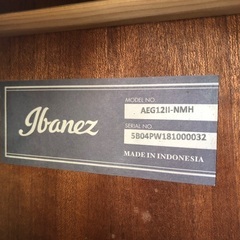 Ibanez
MODEL NO.
AEG12II-NMH
SERIAL NO.
5B04PW181000032
MADE IN INDONESIA